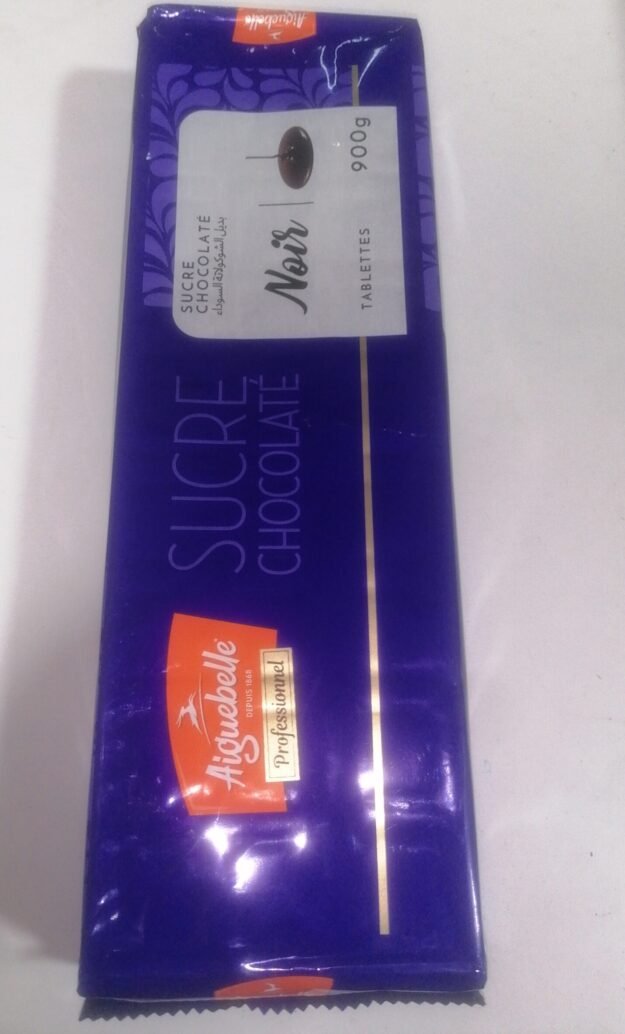 Aiguebelle
SUCRE
CHOCOLATÉ
بديل الشوكولاتة السوداء
Noir
TABLETTES 900g
SUCRE
CHOCOLATÉ
Aiguebelle
DEPUIS 1868
Professionnel